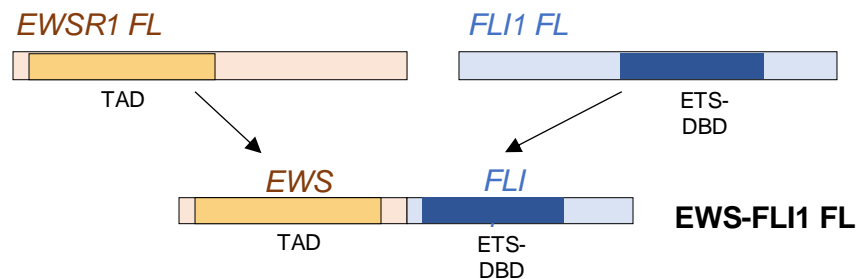 EWSR1 FL
FLI1 FL
TAD
ETS-
DBD
EWS
FLI
EWS-FLI1 FL
TAD
ETS-
DBD